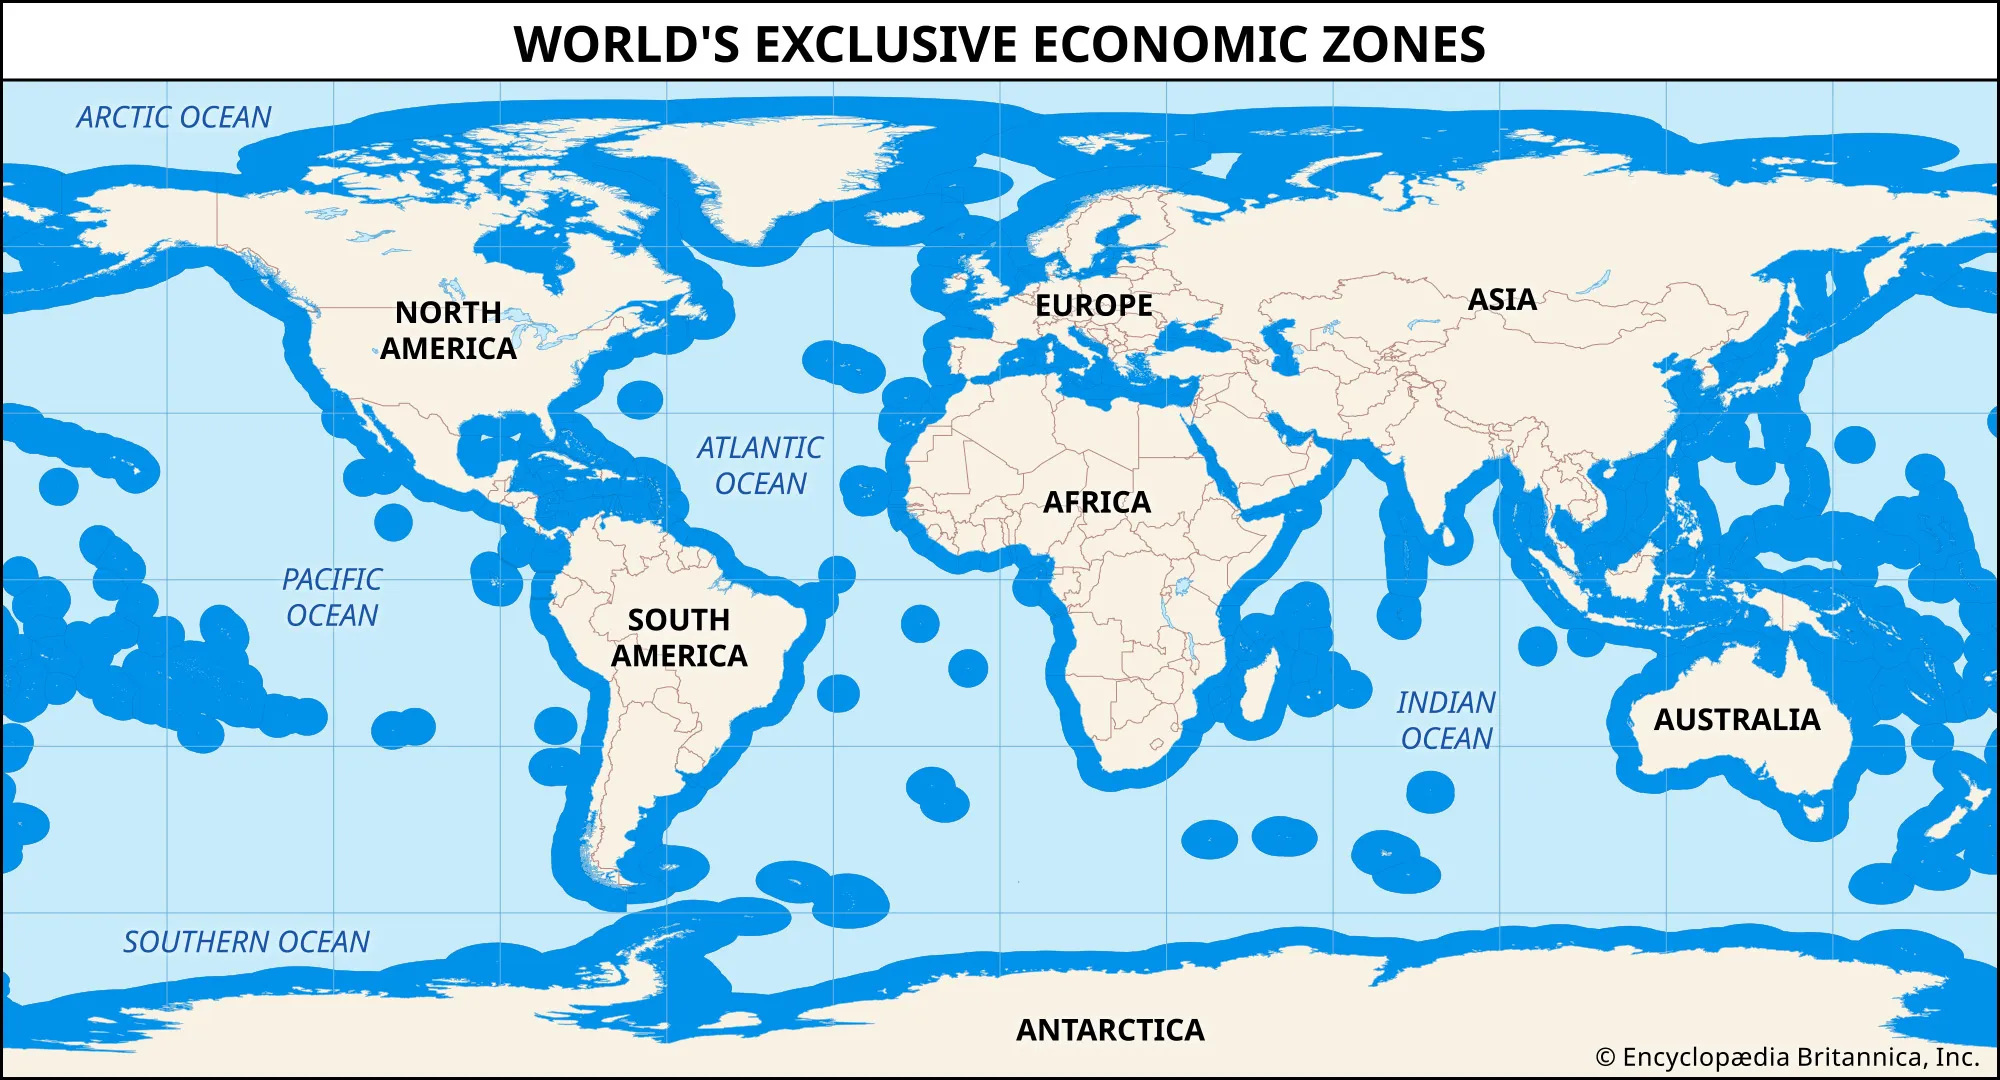 WORLD'S EXCLUSIVE ECONOMIC ZONES
ARCTIC OCEAN
NORTH
AMERICA
EUROPE
ASIA
ATLANTIC
OCEAN
AFRICA
PACIFIC
OCEAN
SOUTH
AMERICA
INDIAN
OCEAN
AUSTRALIA
SOUTHERN OCEAN
ANTARCTICA
© Encyclopædia Britannica, Inc.